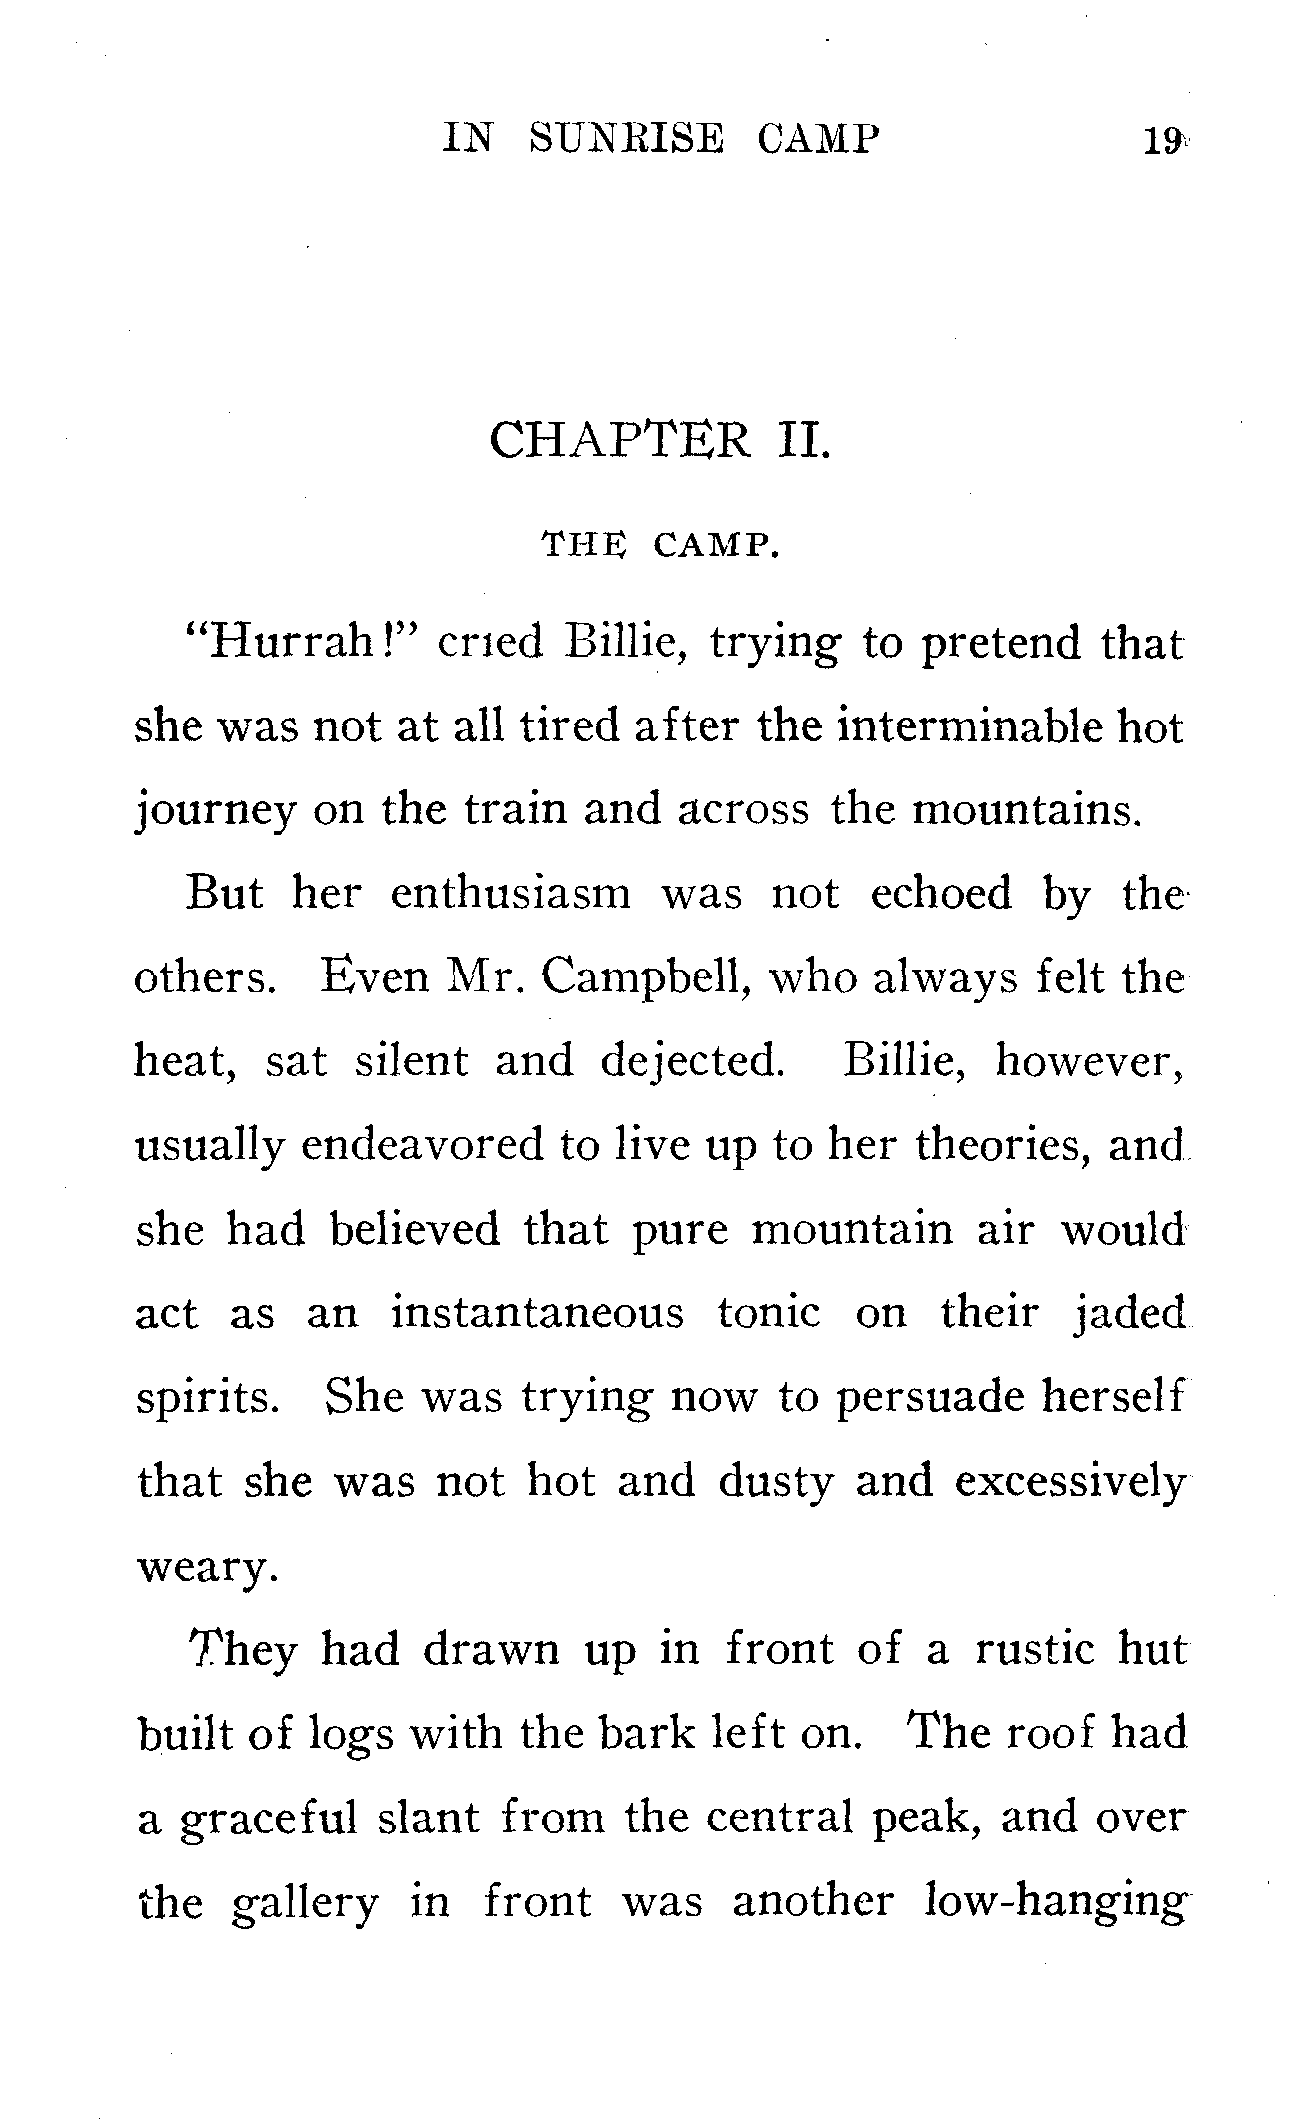 IN SUNRISE CAMP 19
CHAPTER II.
THE CAMP.
"Hurrah!" cried Billie, trying to pretend that
she was not at all tired after the interminable hot
journey on the train and across the mountains.
But her enthusiasm was not echoed by the
others. Even Mr. Campbell, who always felt the
heat, sat silent and dejected. Billie, however,
usually endeavored to live up to her theories, and
she had believed that pure mountain air would
act as an instantaneous tonic on their jaded
spirits. She was trying now to persuade herself
that she was not hot and dusty and excessively
weary.
They had drawn up in front of a rustic hut
built of logs with the bark left on. The roof had
a graceful slant from the central peak, and over
the gallery in front was another low-hanging